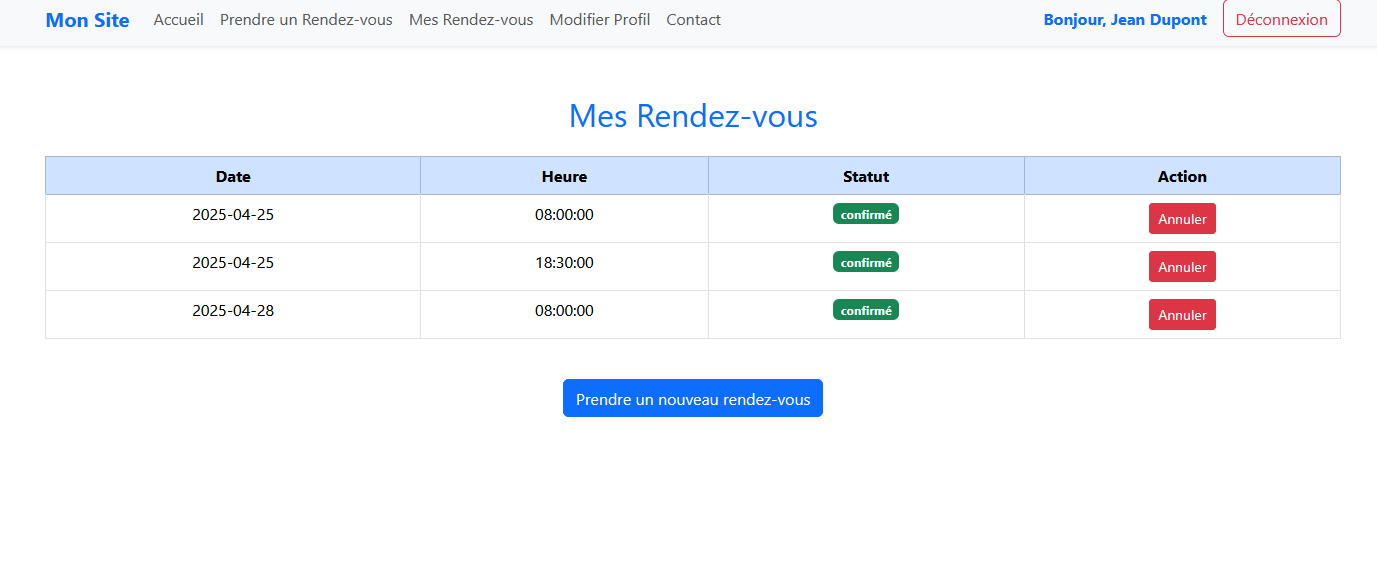 Mon Site Accueil Prendre un Rendez-vous Mes Rendez-vous Modifier Profil Contact Bonjour, Jean Dupont Déconnexion
Mes Rendez-vous
Date Heure Statut Action
2025-04-25 08:00:00 confirmé Annuler
2025-04-25 18:30:00 confirmé Annuler
2025-04-28 08:00:00 confirmé Annuler
Prendre un nouveau rendez-vous